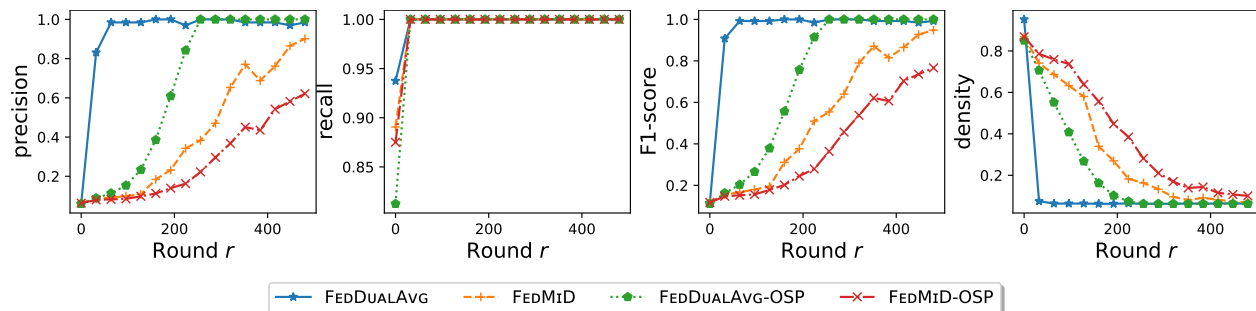 precision
1.0
0.8
0.6
0.4
0.2
0
200
400
Round r
recall
1.00
0.95
0.90
0.85
0
200
400
Round r
F1-score
1.0
0.8
0.6
0.4
0.2
0
200
400
Round r
density
0.8
0.6
0.4
0.2
0
200
400
Round r
FEDDUALAVG
FEDMID
FEDDUALAVG-OSP
FEDMID-OSP